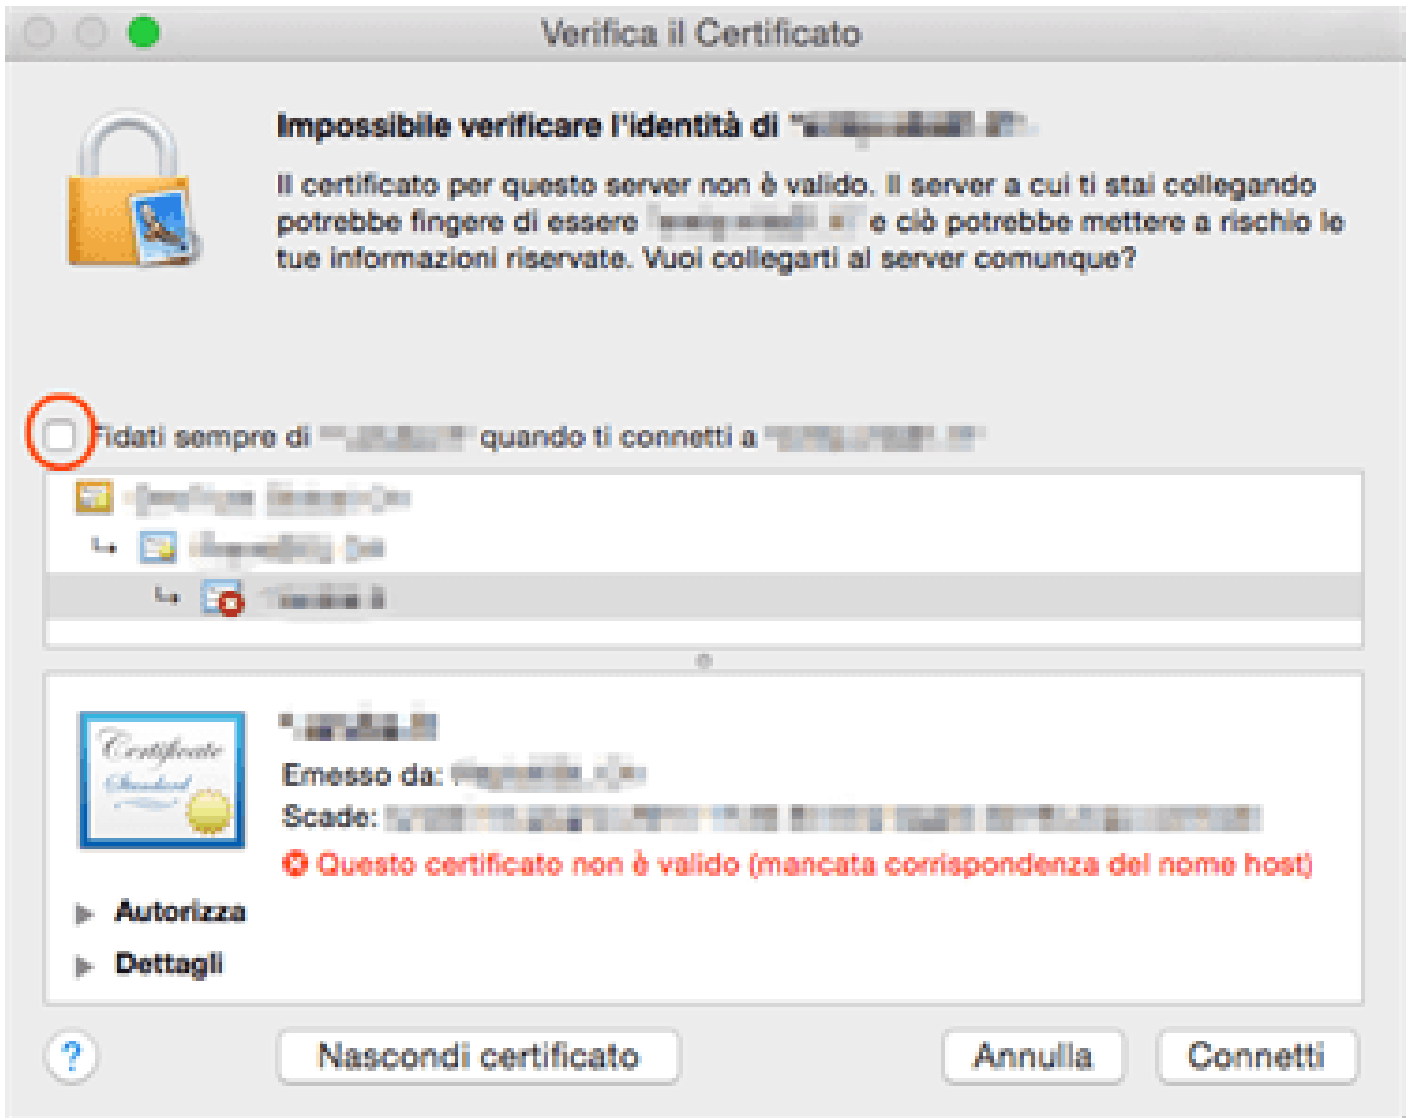 Verifica il Certificato
Impossibile verificare l'identità di "
Il certificato per questo server non è valido. Il server a cui ti stai collegando
potrebbe fingere di essere " " e ciò potrebbe mettere a rischio le
tue informazioni riservate. Vuoi collegarti al server comunque?
Fidati sempre di " " quando ti connetti a "
Certificate
Standard
Emesso da:
Scade:
Questo certificato non è valido (mancata corrispondenza del nome host)
Autorizza
Dettagli
?
Nascondi certificato
Annulla
Connetti